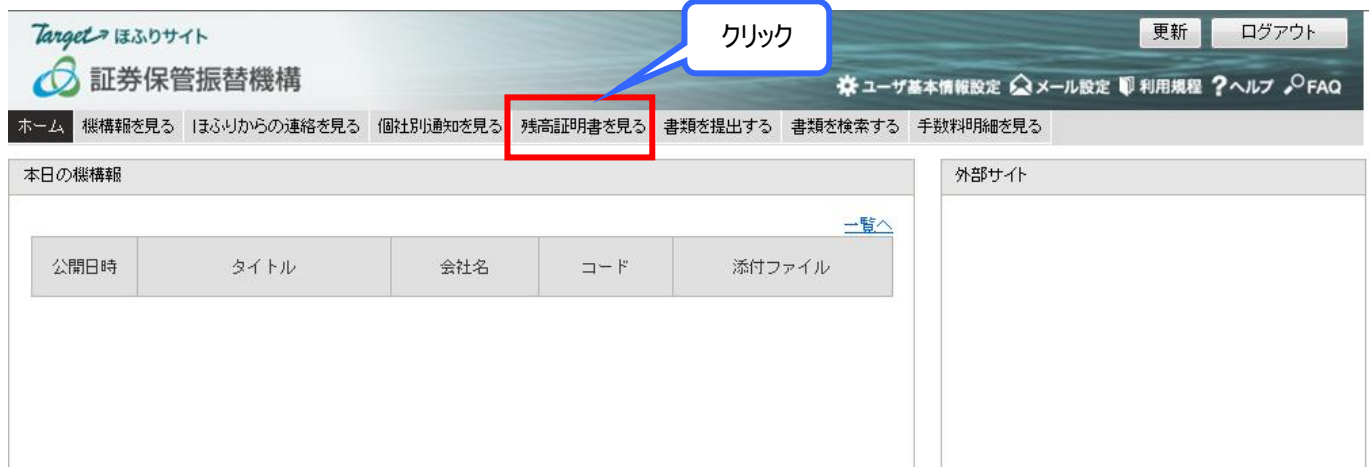 Target ほふりサイト
証券保管振替機構
クリック
更新 ログアウト
ユーザ基本情報設定 メール設定 利用規程 ?ヘルプ FAQ
ホーム 機構報を見る ほふりからの連絡を見る 個社別通知を見る 残高証明書を見る 書類を提出する 書類を検索する 手数料明細を見る
本日の機構報
外部サイト
一覧へ
公開日時 タイトル 会社名 コード 添付ファイル